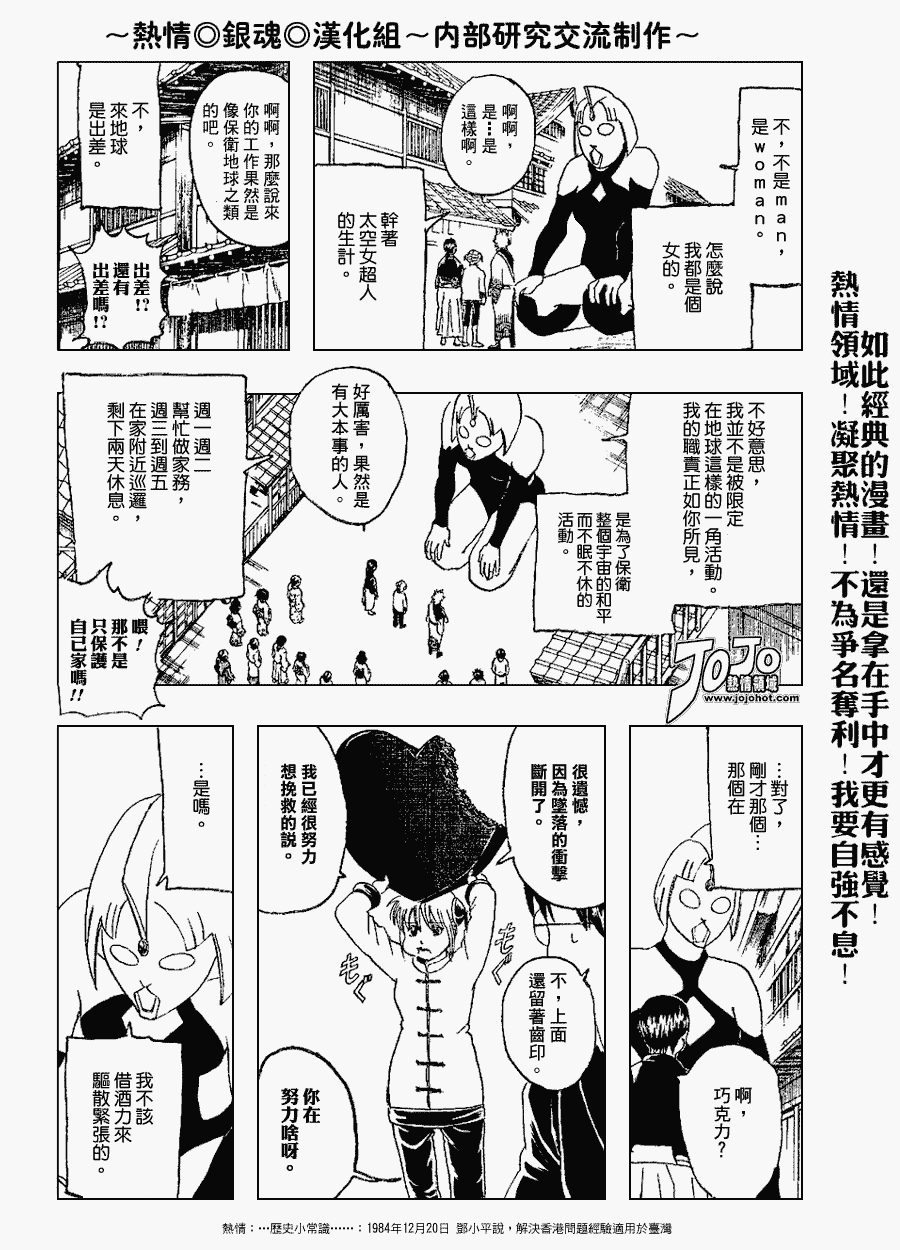 ～熱情◎銀魂◎漢化組～內部研究交流制作～
不，不是man，
是woman。
怎麼說
我都是個
女的。
啊啊，
是…是
這樣啊。
幹著
太空女超人
的生計。
啊啊，那麼說來
你的工作果然是
像保衛地球之類
的吧。
不，
來地球
是出差。
出差!?
還有
出差嗎!?
不好意思，
我並不是被限定
在地球這樣的一角活動。
我的職責正如你所見，
是為了保衛
整個宇宙的和平
而不眠不休的
活動。
好厲害，果然是
有大本事的人。
週一週二
幫忙做家務，
週三到週五
在家附近巡邏，
剩下兩天休息。
喂！
那不是
只保護
自己家嗎!!
JOJO
熱情領域
www.jojohot.com
…對了，
剛才那個…
那個在
啊，
巧克力？
很遺憾，
因為墜落的衝擊
斷開了。
我已經很努力
想挽救的説。
不，上面
還留著齒印。
もぐ
もぐ
你在
努力啥呀。
…是嗎。
我不該
借酒力來
驅散緊張的。
如此經典的漫畫！還是拿在手中才更有感覺！
熱情領域！凝聚熱情！不為爭名奪利！我要自強不息！
熱情：…歷史小常識……：1984年12月20日 鄧小平說，解決香港問題經驗適用於臺灣